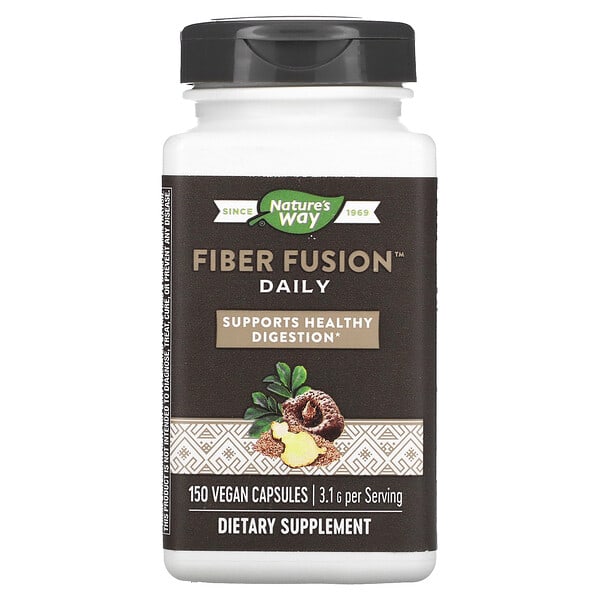 SINCE Nature's Way® 1969
FIBER FUSION™
DAILY
SUPPORTS HEALTHY
DIGESTION*
150 VEGAN CAPSULES | 3.1 G per Serving
DIETARY SUPPLEMENT
THIS PRODUCT IS NOT INTENDED TO DIAGNOSE, TREAT, CURE, OR PREVENT ANY DISEASE.